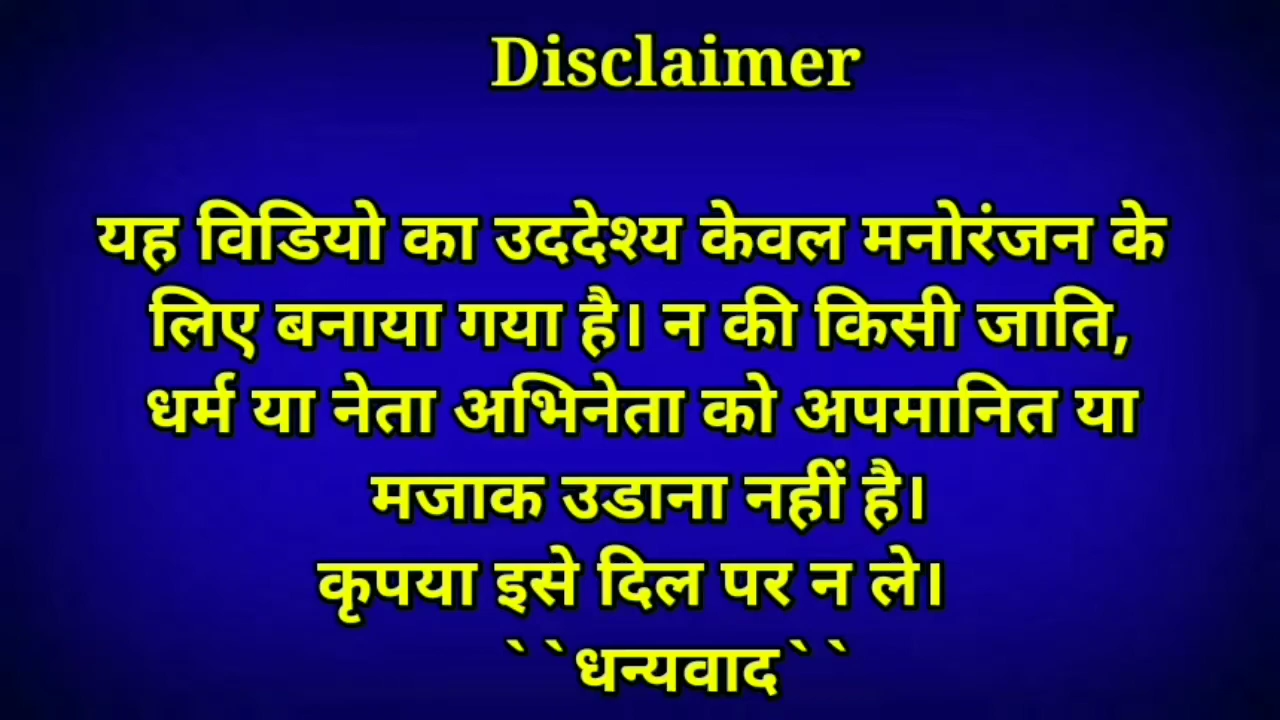 Disclaimer
यह विडियो का उददेश्य केवल मनोरंजन के
लिए बनाया गया है। न की किसी जाति,
धर्म या नेता अभिनेता को अपमानित या
मजाक उडाना नहीं है।
कृपया इसे दिल पर न ले।
``धन्यवाद``